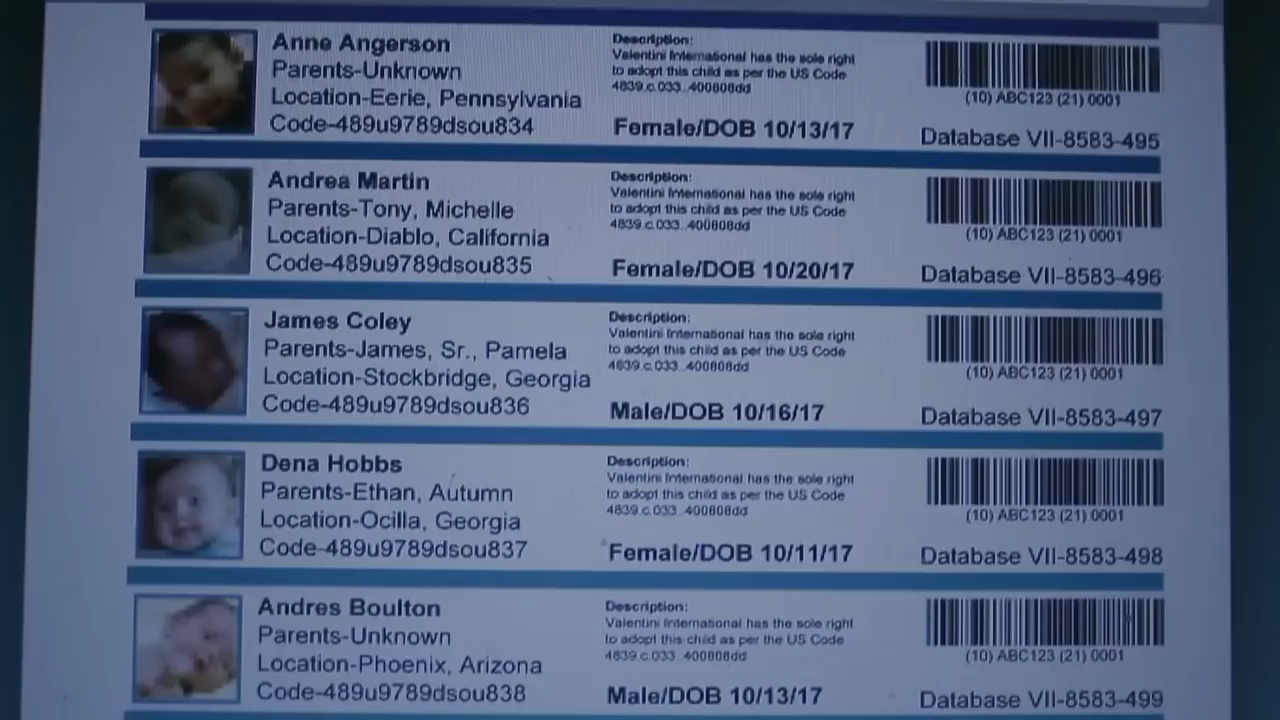 Anne Angerson
Parents-Unknown
Location-Eerie, Pennsylvania
Code-489u9789dsou834
Description:
Valentini International has the sole right
to adopt this child as per the US Code
4839.c.033..400808dd
Female/DOB 10/13/17
(10) ABC123 (21) 0001
Database VII-8583-495
Andrea Martin
Parents-Tony, Michelle
Location-Diablo, California
Code-489u9789dsou835
Description:
Valentini International has the sole right
to adopt this child as per the US Code
4839.c.033..400808dd
Female/DOB 10/20/17
(10) ABC123 (21) 0001
Database VII-8583-496
James Coley
Parents-James, Sr., Pamela
Location-Stockbridge, Georgia
Code-489u9789dsou836
Description:
Valentini International has the sole right
to adopt this child as per the US Code
4839.c.033..400808dd
Male/DOB 10/16/17
(10) ABC123 (21) 0001
Database VII-8583-497
Dena Hobbs
Parents-Ethan, Autumn
Location-Ocilla, Georgia
Code-489u9789dsou837
Description:
Valentini International has the sole right
to adopt this child as per the US Code
4839.c.033..400808dd
Female/DOB 10/11/17
(10) ABC123 (21) 0001
Database VII-8583-498
Andres Boulton
Parents-Unknown
Location-Phoenix, Arizona
Code-489u9789dsou838
Description:
Valentini International has the sole right
to adopt this child as per the US Code
4839.c.033..400808dd
Male/DOB 10/13/17
(10) ABC123 (21) 0001
Database VII-8583-499